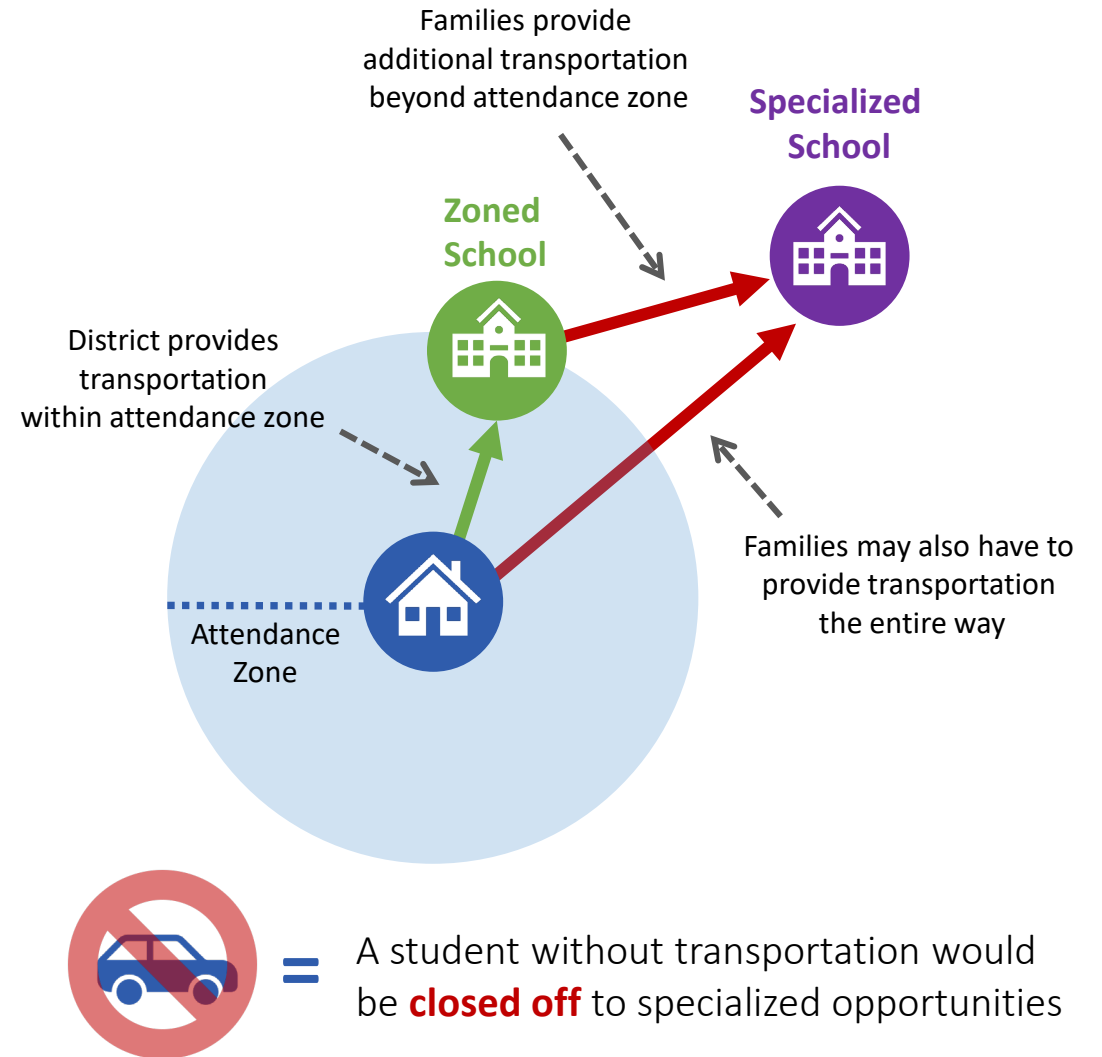 Families provide
additional transportation
beyond attendance zone
Specialized
School
Zoned
School
District provides
transportation
within attendance zone
Families may also have to
provide transportation
the entire way
Attendance
Zone
= A student without transportation would
be closed off to specialized opportunities